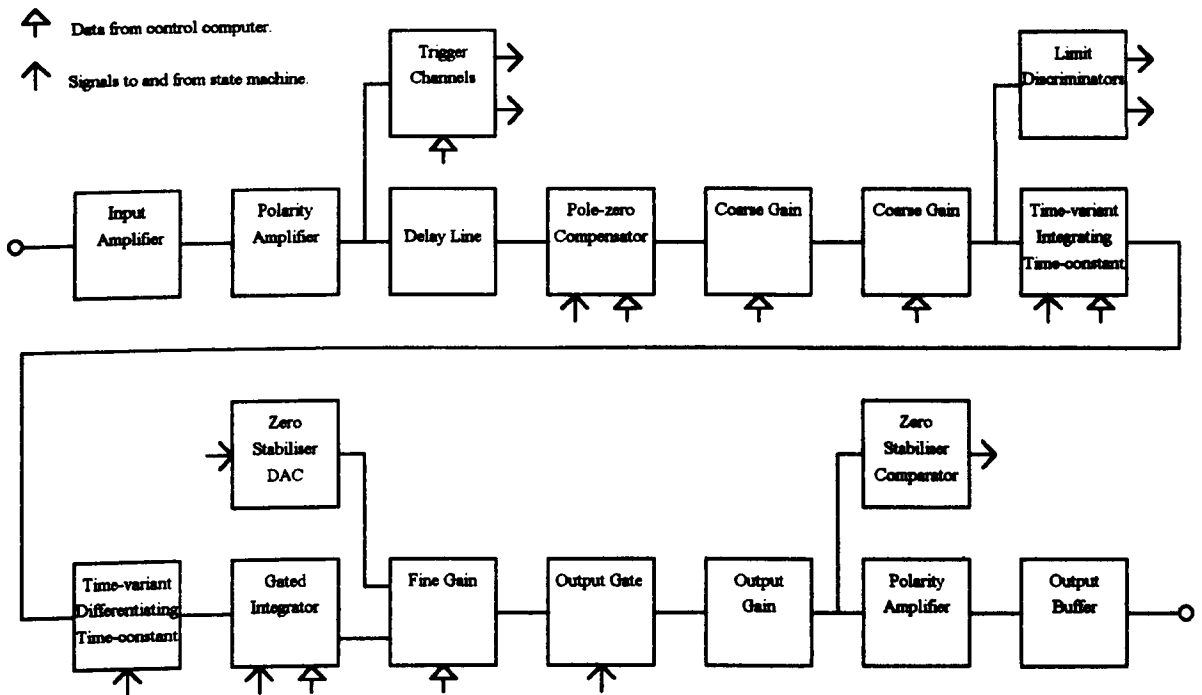 Data from control computer.
Signals to and from state machine.
Trigger
Channels
Limit
Discriminators
Input
Amplifier
Polarity
Amplifier
Delay Line
Pole-zero
Compensator
Coarse Gain
Coarse Gain
Time-variant
Integrating
Time-constant
Zero
Stabiliser
DAC
Zero
Stabiliser
Comparator
Time-variant
Differentiating
Time-constant
Gated
Integrator
Fine Gain
Output Gate
Output
Gain
Polarity
Amplifier
Output
Buffer